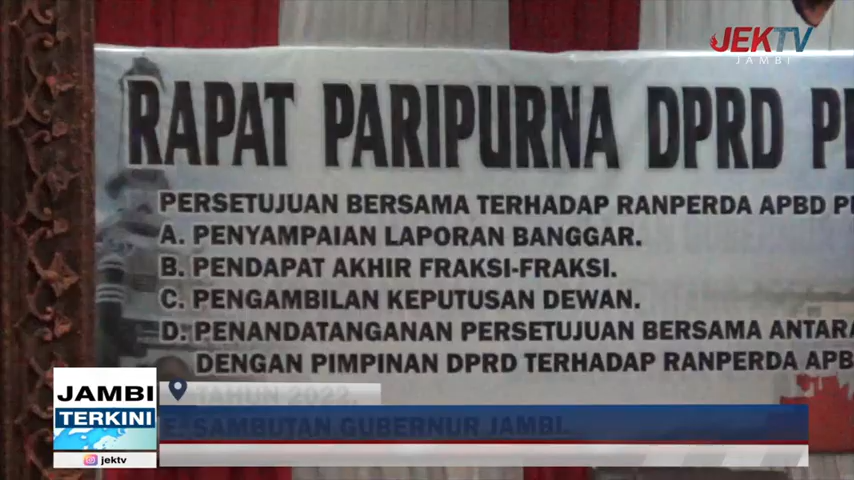 JEKTV
JAMBI
RAPAT PARIPURNA DPRD
PERSETUJUAN BERSAMA TERHADAP RANPERDA APBD
A. PENYAMPAIAN LAPORAN BANGGAR.
B. PENDAPAT AKHIR FRAKSI-FRAKSI.
C. PENGAMBILAN KEPUTUSAN DEWAN.
D. PENANDATANGANAN PERSETUJUAN BERSAMA ANTARA
DENGAN PIMPINAN DPRD TERHADAP RANPERDA APB
TAHUN 2022.
E. SAMBUTAN GUBERNUR JAMBI.
JAMBI
TERKINI
jektv